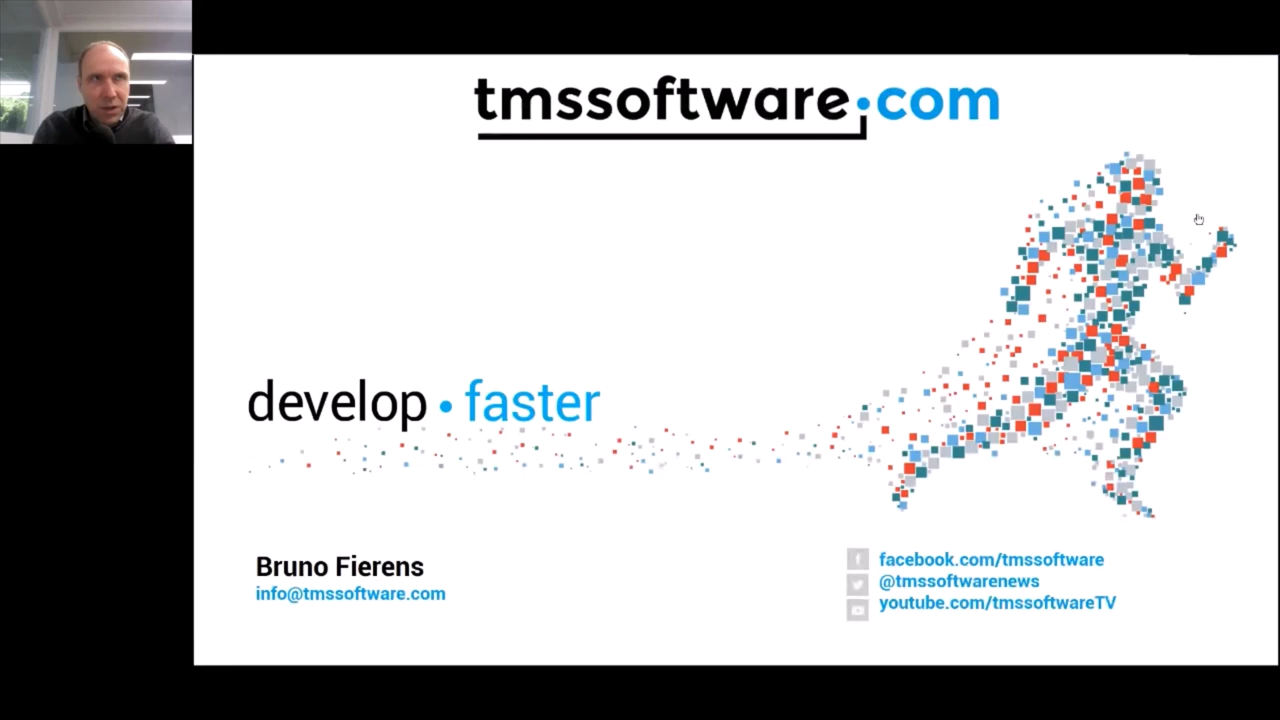 tmssoftware.com
develop • faster
Bruno Fierens
info@tmssoftware.com
facebook.com/tmssoftware
@tmssoftwarenews
youtube.com/tmssoftwareTV